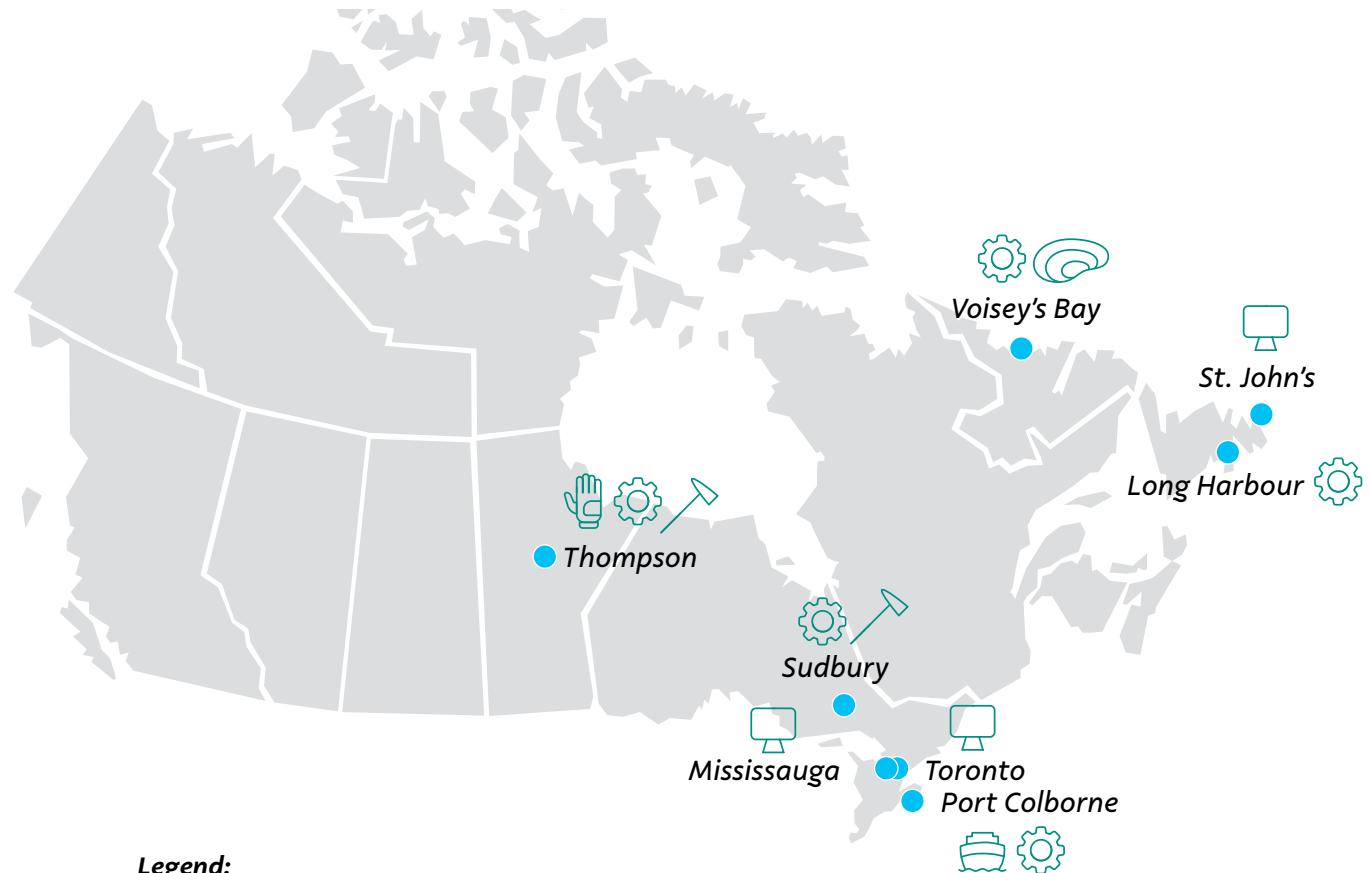 Voisey's Bay
St. John's
Long Harbour
Thompson
Sudbury
Mississauga
Toronto
Port Colborne
Legend: